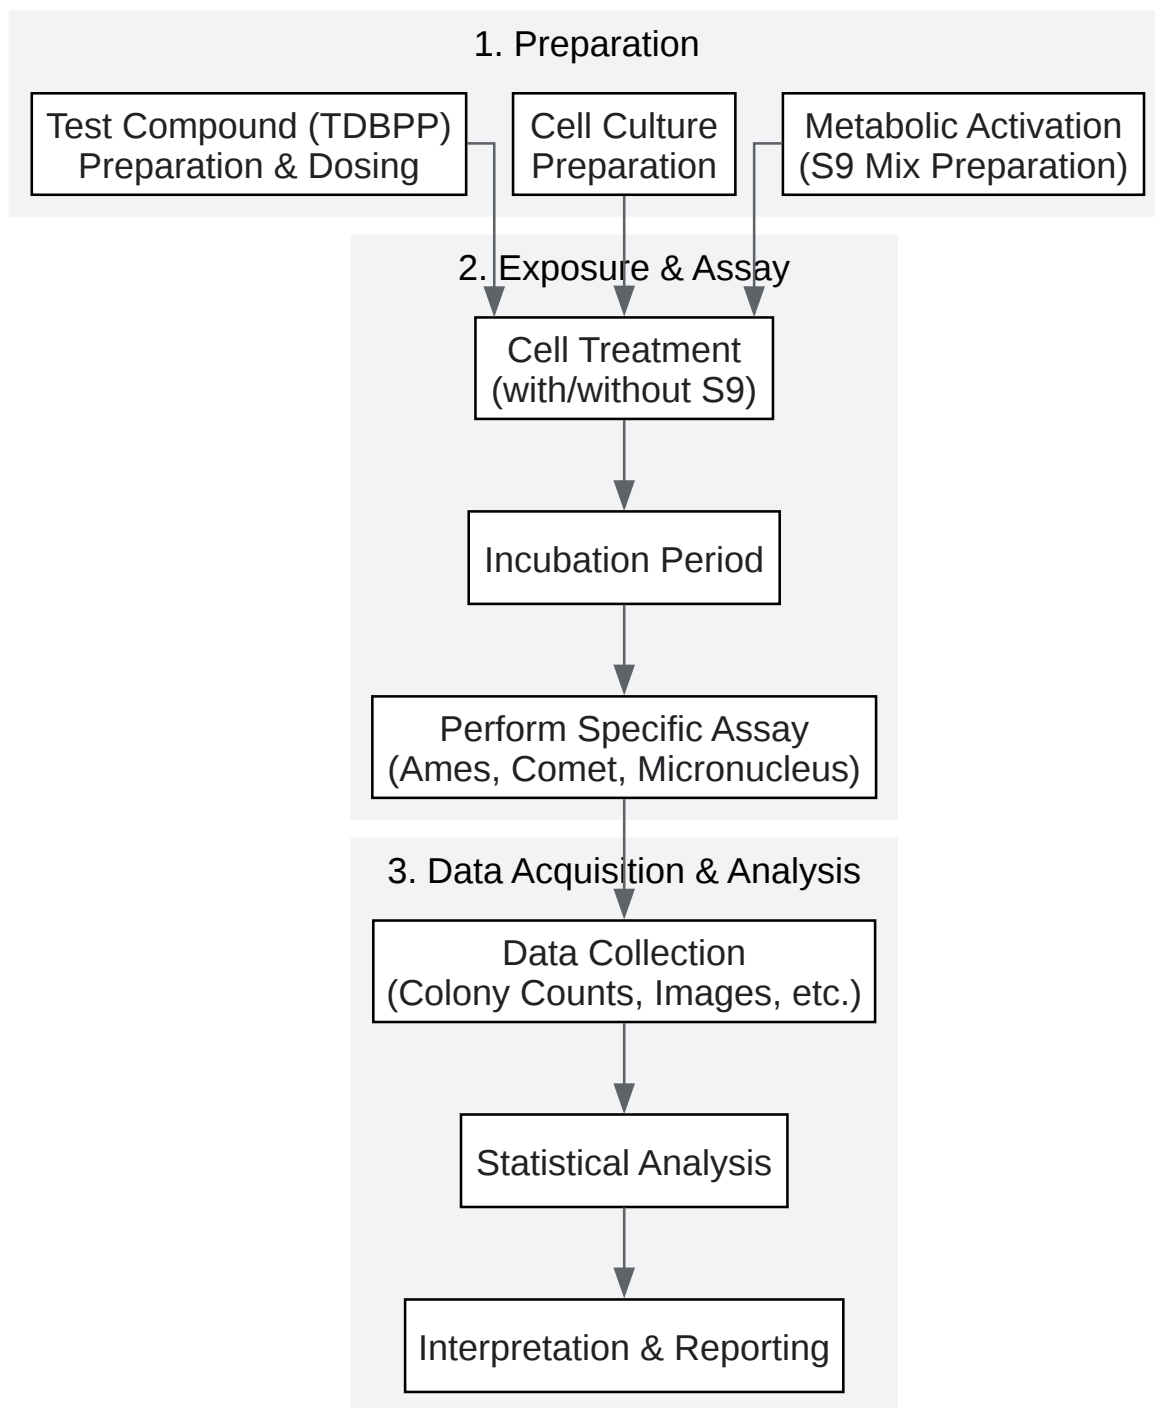 1. Preparation
Test Compound (TDBPP)
Preparation & Dosing
Cell Culture
Preparation
Metabolic Activation
(S9 Mix Preparation)
2. Exposure & Assay
Cell Treatment
(with/without S9)
Incubation Period
Perform Specific Assay
(Ames, Comet, Micronucleus)
3. Data Acquisition & Analysis
Data Collection
(Colony Counts, Images, etc.)
Statistical Analysis
Interpretation & Reporting